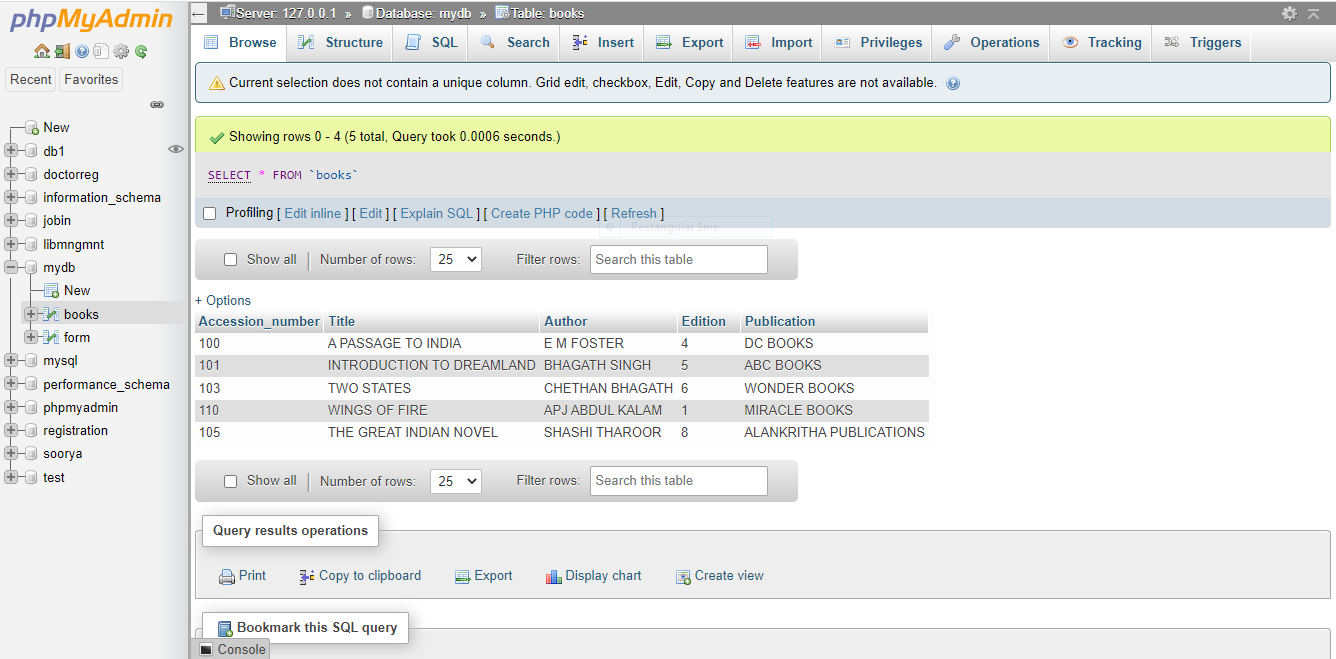 phpMyAdmin
Recent Favorites
New
db1
doctorreg
information_schema
jobin
libmngmnt
mydb
New
books
form
mysql
performance_schema
phpmyadmin
registration
soorya
test
Server: 127.0.0.1 » Database: mydb » Table: books
Browse Structure SQL Search Insert Export Import Privileges Operations Tracking Triggers
Current selection does not contain a unique column. Grid edit, checkbox, Edit, Copy and Delete features are not available.
Showing rows 0 - 4 (5 total, Query took 0.0006 seconds.)
SELECT * FROM `books`
Profiling [ Edit inline ] [ Edit ] [ Explain SQL ] [ Create PHP code ] [ Refresh ]
Rectangular Snip
Show all Number of rows: 25 Filter rows: Search this table
+ Options
Accession_number Title Author Edition Publication
100 A PASSAGE TO INDIA E M FOSTER 4 DC BOOKS
101 INTRODUCTION TO DREAMLAND BHAGATH SINGH 5 ABC BOOKS
103 TWO STATES CHETHAN BHAGATH 6 WONDER BOOKS
110 WINGS OF FIRE APJ ABDUL KALAM 1 MIRACLE BOOKS
105 THE GREAT INDIAN NOVEL SHASHI THAROOR 8 ALANKRITHA PUBLICATIONS
Show all Number of rows: 25 Filter rows: Search this table
Query results operations
Print Copy to clipboard Export Display chart Create view
Bookmark this SQL query
Console